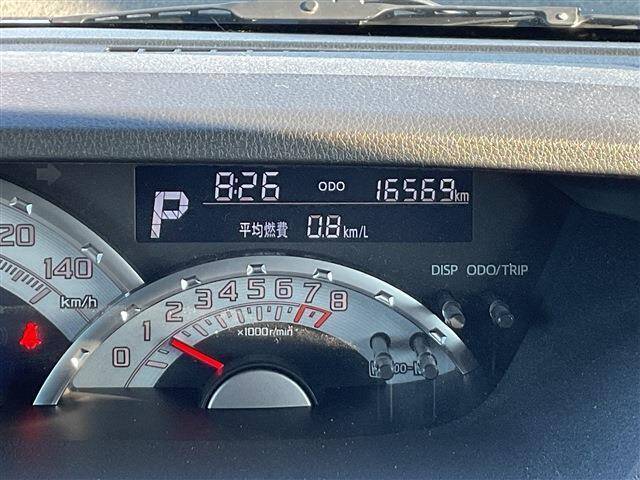 8:26 ODO 16569km
P
平均燃費 0.8km/L
DISP ODO/TRIP
120 140
km/h
0 1 2 3 4 5 6 7 8
×1000r/min